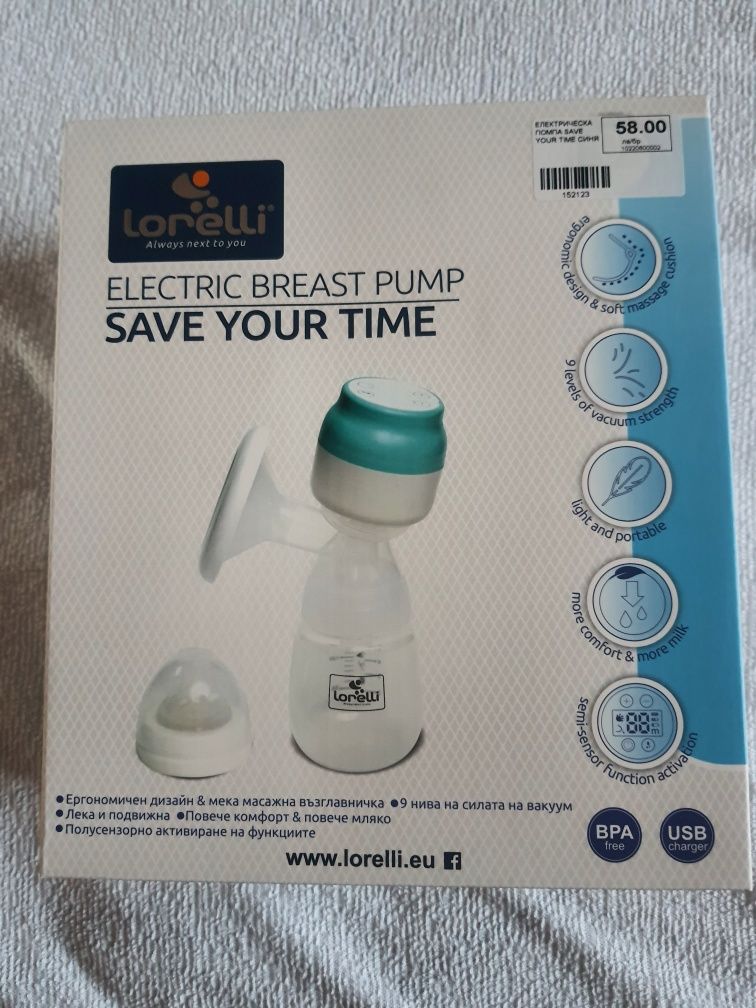 ЕЛЕКТРИЧЕСКА
ПОМПА SAVE
YOUR TIME СИНЯ
58.00
лв/бр
10220600002
152123
lorelli®
Always next to you
ELECTRIC BREAST PUMP
SAVE YOUR TIME
ergonomic design & soft massage cushion
9 levels of vacuum strength
light and portable
more comfort & more milk
semi-sensor function activation
lorelli
• Ергономичен дизайн & мека масажна възглавничка • 9 нива на силата на вакуум
• Лека и подвижна • Повече комфорт & повече мляко
• Полусензорно активиране на функциите
BPA
free
USB
charger
www.lorelli.eu